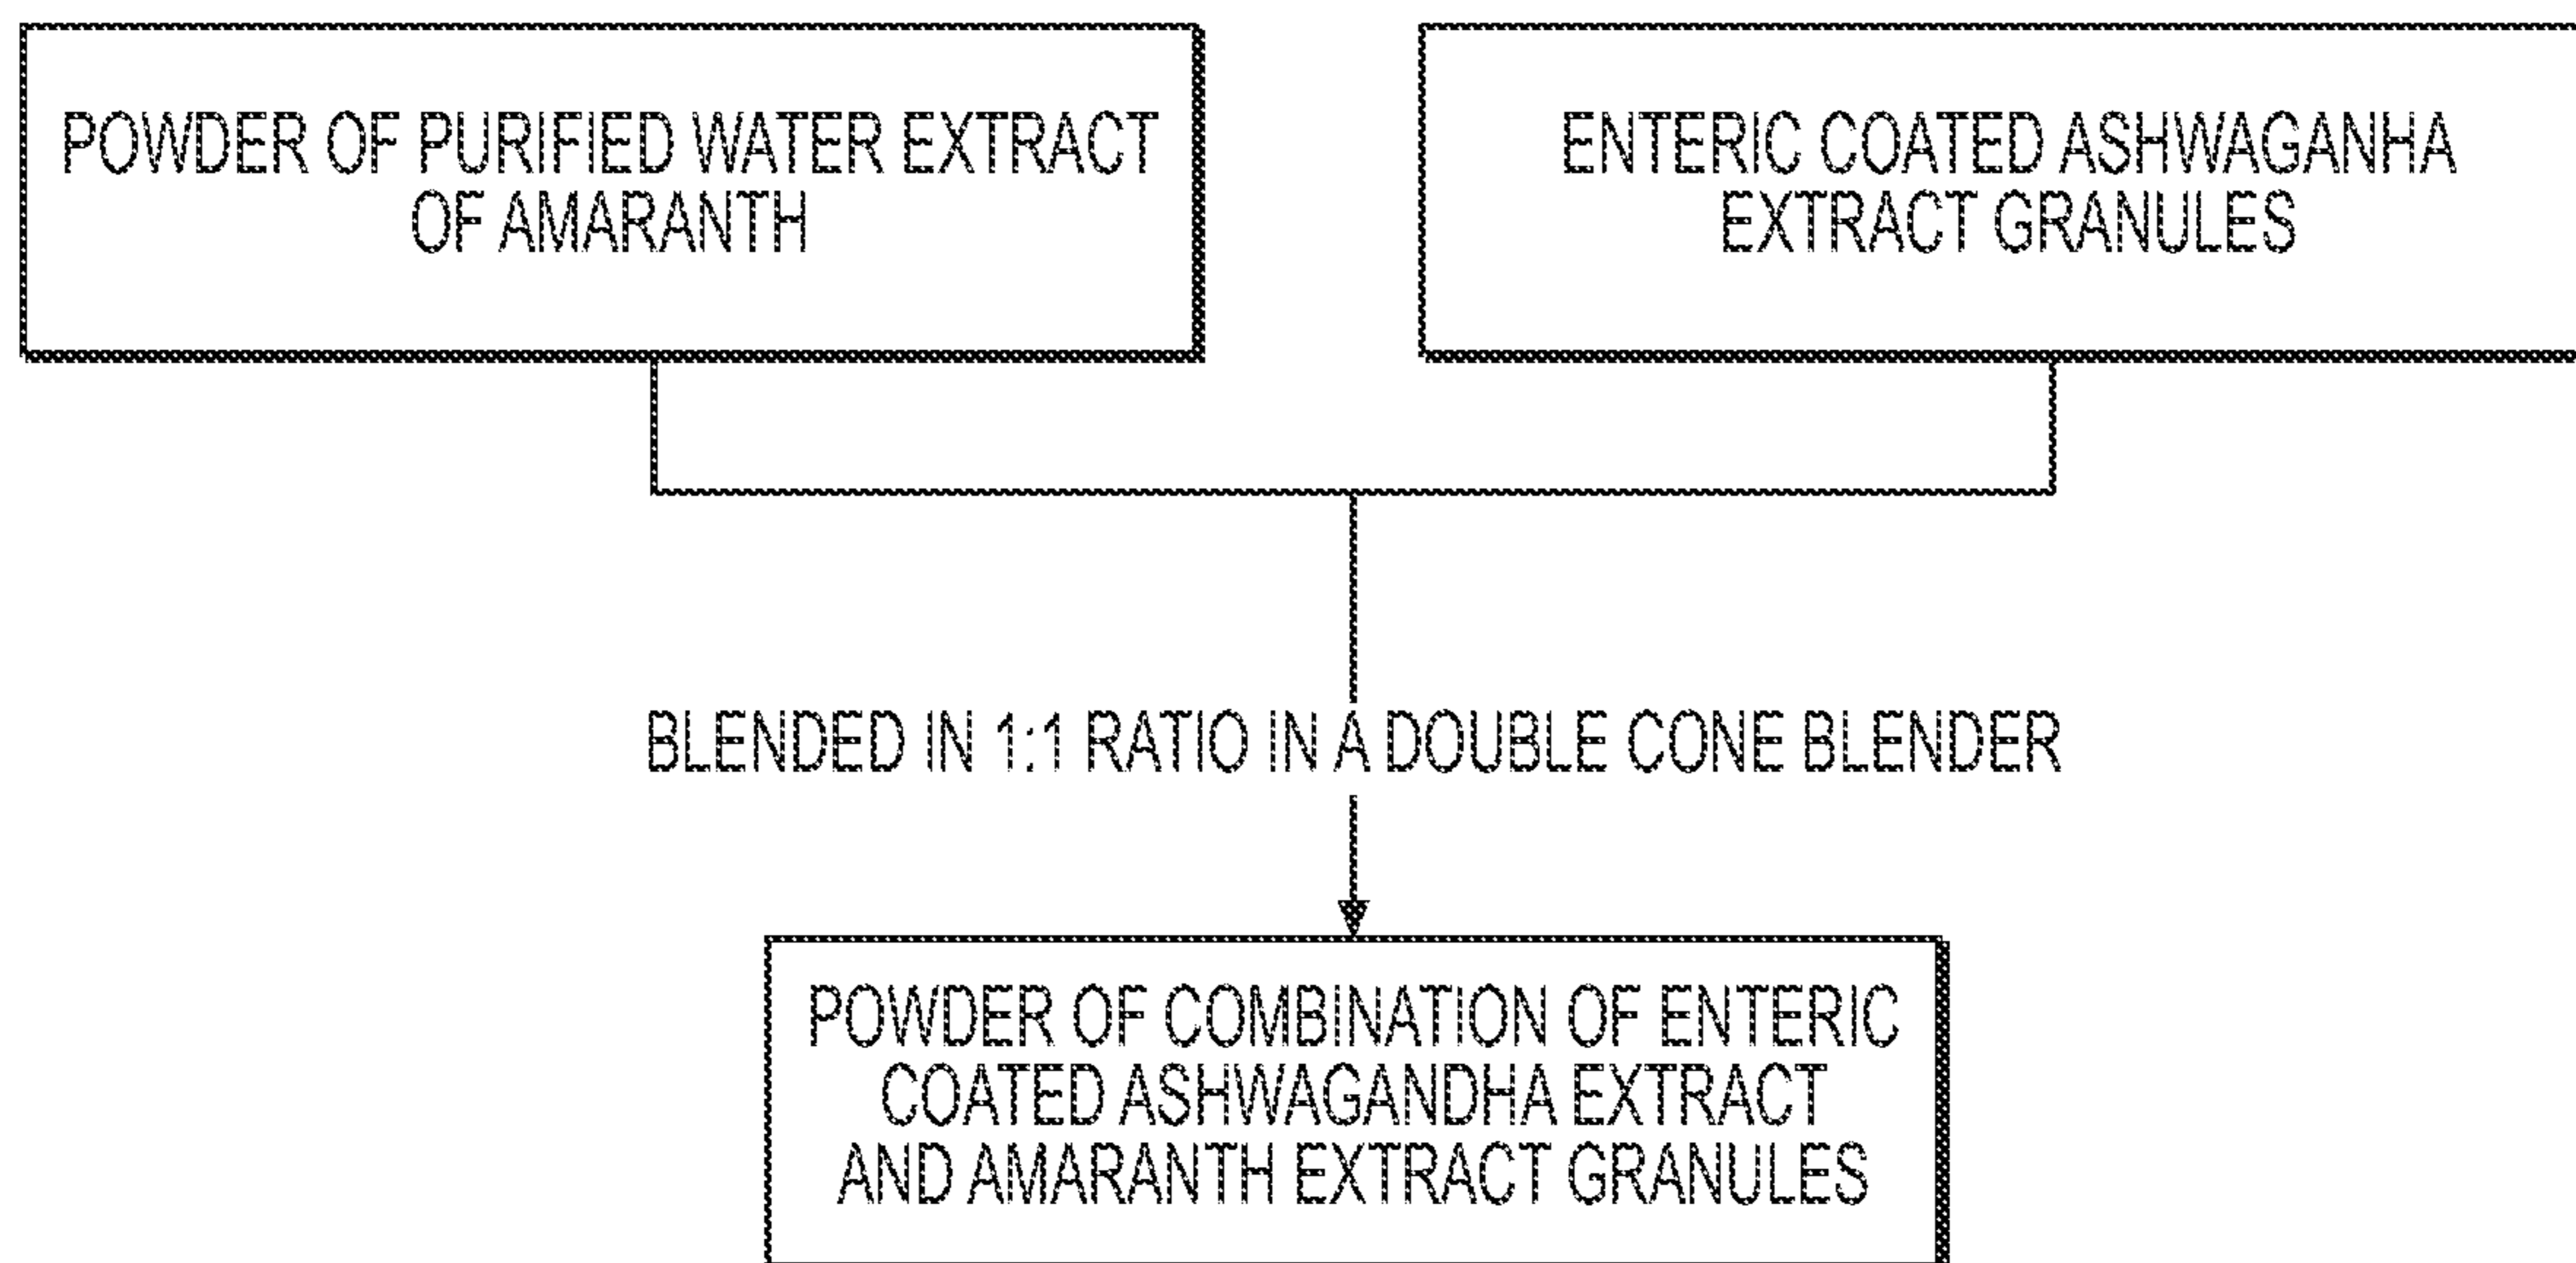 POWDER OF PURIFIED WATER EXTRACT
OF AMARANTH
ENTERIC COATED ASHWAGANHA
EXTRACT GRANULES
BLENDED IN 1:1 RATIO IN A DOUBLE CONE BLENDER
POWDER OF COMBINATION OF ENTERIC
COATED ASHWAGANDHA EXTRACT
AND AMARANTH EXTRACT GRANULES